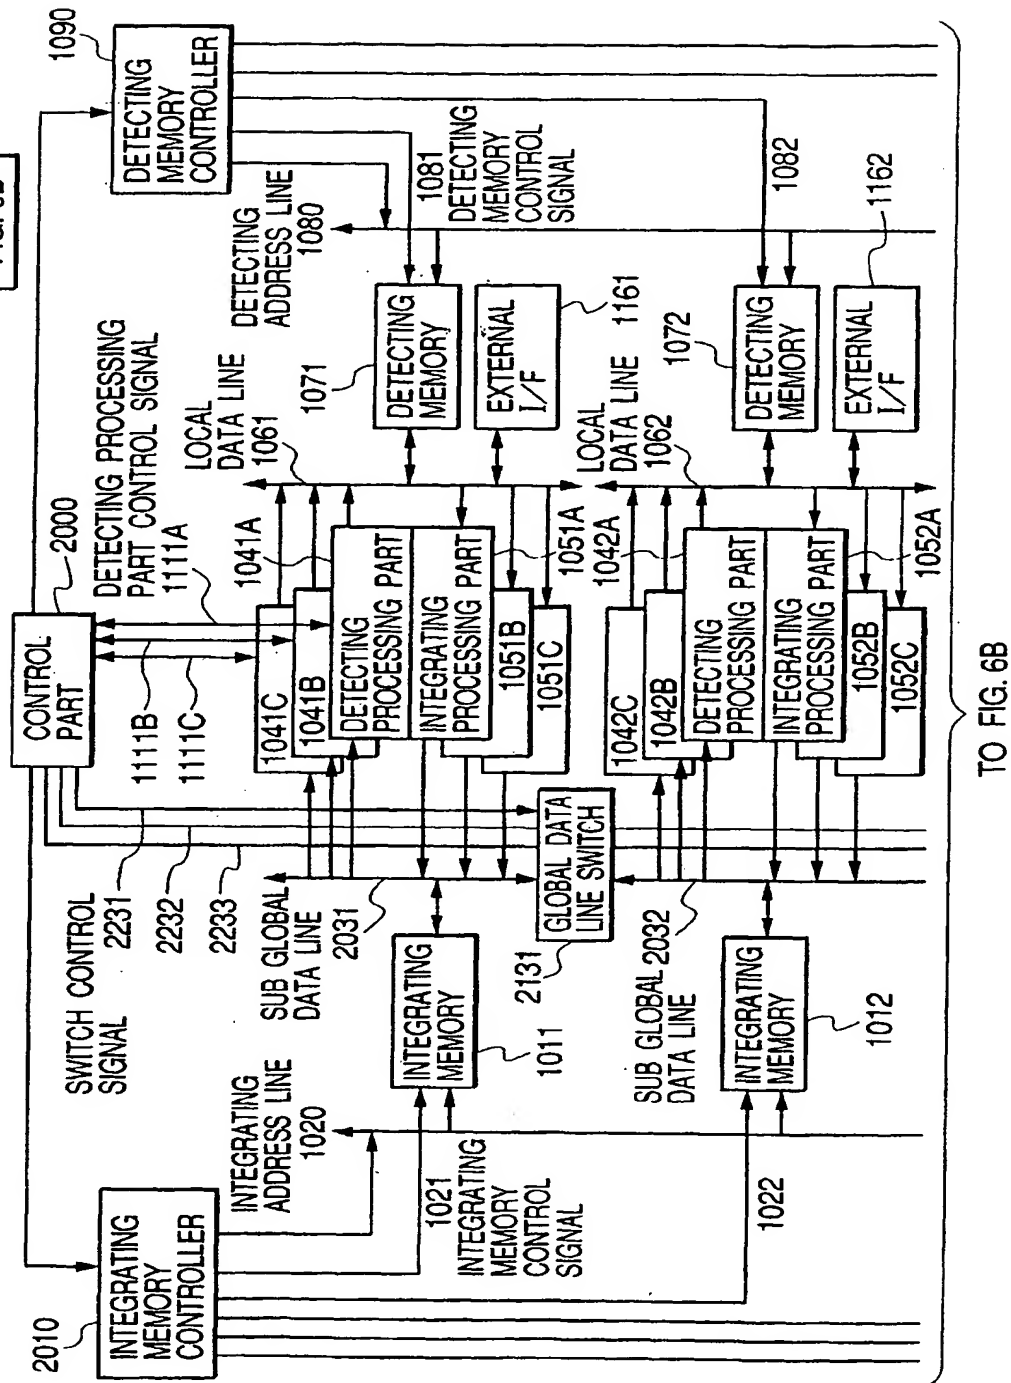 DETECTING
MEMORY
CONTROLLER
1090
CONTROL
PART
2000
INTEGRATING
MEMORY
CONTROLLER
2010
DETECTING PROCESSING
PART CONTROL SIGNAL
1111A
1111B
1111C
SWITCH CONTROL
SIGNAL
2231
2232
2233
DETECTING
ADDRESS LINE
1080
1081
DETECTING
MEMORY
CONTROL
SIGNAL
1082
LOCAL
DATA LINE
1061
1071
DETECTING
MEMORY
EXTERNAL
I/F
1161
1041A
1041C
1041B
DETECTING
PROCESSING PART
INTEGRATING
PROCESSING PART
1051A
1051B
1051C
SUB GLOBAL
DATA LINE
2031
GLOBAL DATA
LINE SWITCH
2131
INTEGRATING
MEMORY
1011
INTEGRATING
ADDRESS LINE
1020
1021
INTEGRATING
MEMORY
CONTROL
SIGNAL
1022
LOCAL
DATA LINE
1062
1072
DETECTING
MEMORY
EXTERNAL
I/F
1162
1042A
1042C
1042B
DETECTING
PROCESSING PART
INTEGRATING
PROCESSING PART
1052A
1052B
1052C
SUB GLOBAL
DATA LINE
2032
INTEGRATING
MEMORY
1012
TO FIG. 6B